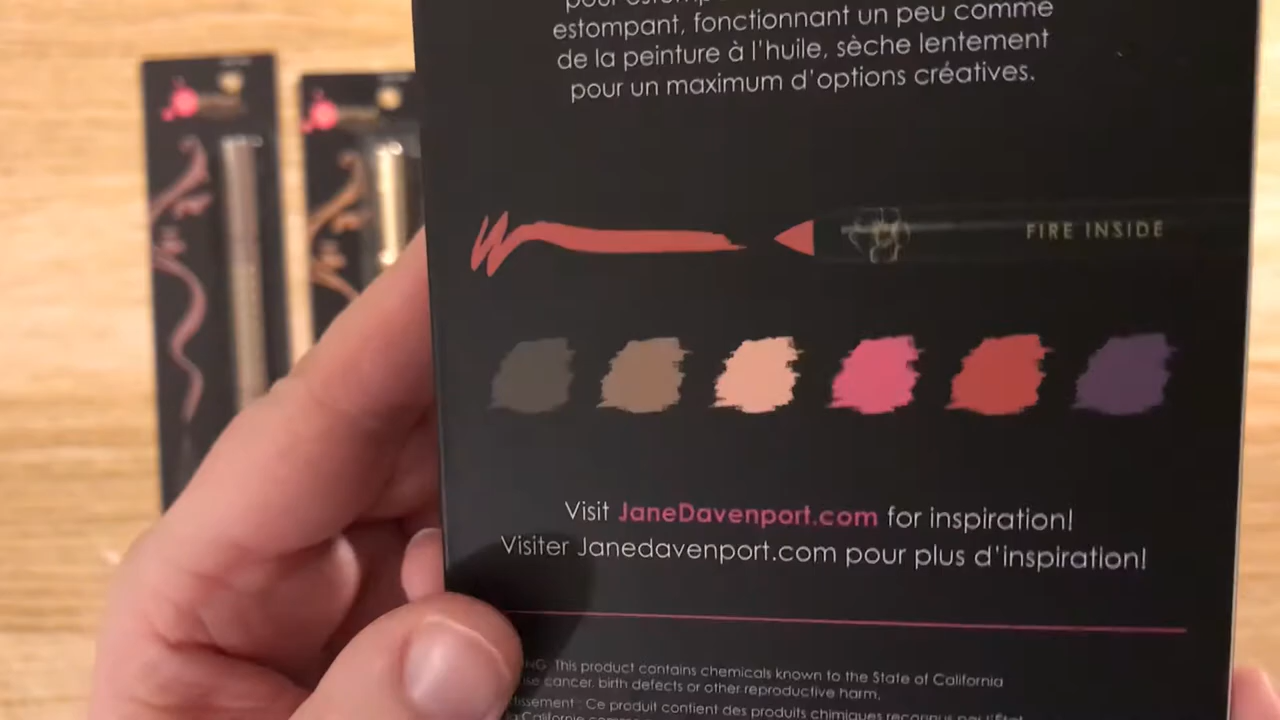 estompant, fonctionnant un peu comme
de la peinture à l'huile, sèche lentement
pour un maximum d'options créatives.
FIRE INSIDE
Visit JaneDavenport.com for inspiration!
Visiter Janedavenport.com pour plus d'inspiration!
This product contains chemicals known to the State of California
cancer, birth defects or other reproductive harm.
Ce produit contient des produits chimiques